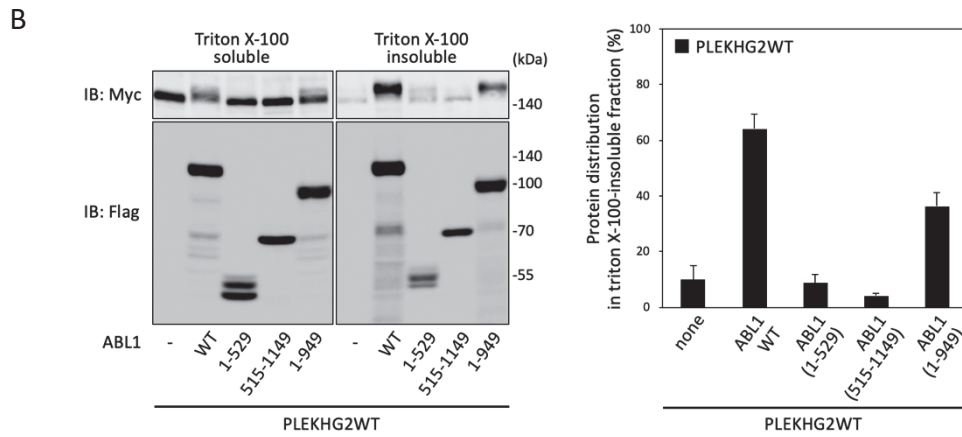 B
Triton X-100
soluble
Triton X-100
insoluble
(kDa)
IB: Myc
-140
IB: Flag
-140
-100
-70
-55
ABL1
- WT 1-529 515-1149 1-949
- WT 1-529 515-1149 1-949
PLEKHG2WT
Protein distribution
in triton X-100-insoluble fraction (%)
100
80
60
40
20
0
PLEKHG2WT
none
ABL1
WT
ABL1
(1-529)
ABL1
(515-1149)
ABL1
(1-949)
PLEKHG2WT